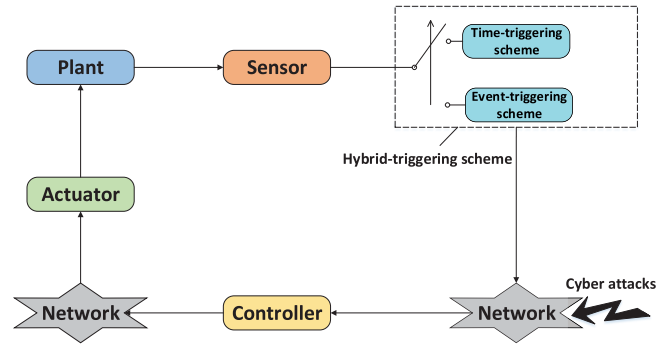 Time-triggering
scheme
Plant
Sensor
Event-triggering
scheme
Hybrid-triggering scheme
Actuator
Cyber attacks
Network
Controller
Network